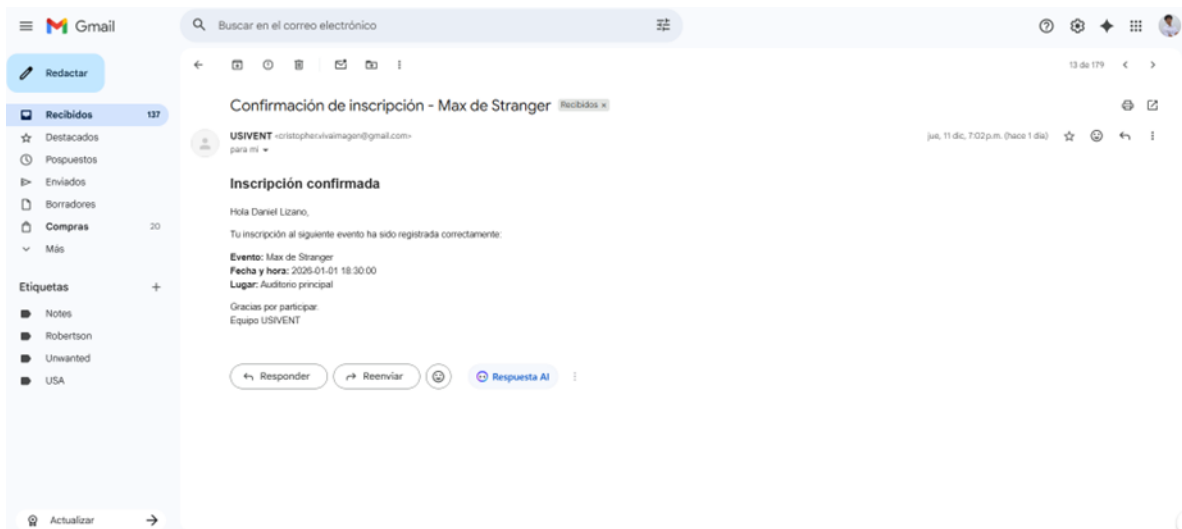 Gmail
Buscar en el correo electrónico
Redactar
13 de 179
Recibidos 137
Destacados
Pospuestos
Enviados
Borradores
Compras 20
Más
Etiquetas
Notes
Robertson
Unwanted
USA
Actualizar
Confirmación de inscripción - Max de Stranger Recibidos x
USIVENT <cristopher.vivaimagen@gmail.com>
jue, 11 dic, 7:02 p.m. (hace 1 día)
para mí
Inscripción confirmada
Hola Daniel Lizano,
Tu inscripción al siguiente evento ha sido registrada correctamente:
Evento: Max de Stranger
Fecha y hora: 2026-01-01 18:30:00
Lugar: Auditorio principal
Gracias por participar.
Equipo USIVENT
Responder Reenviar Respuesta AI